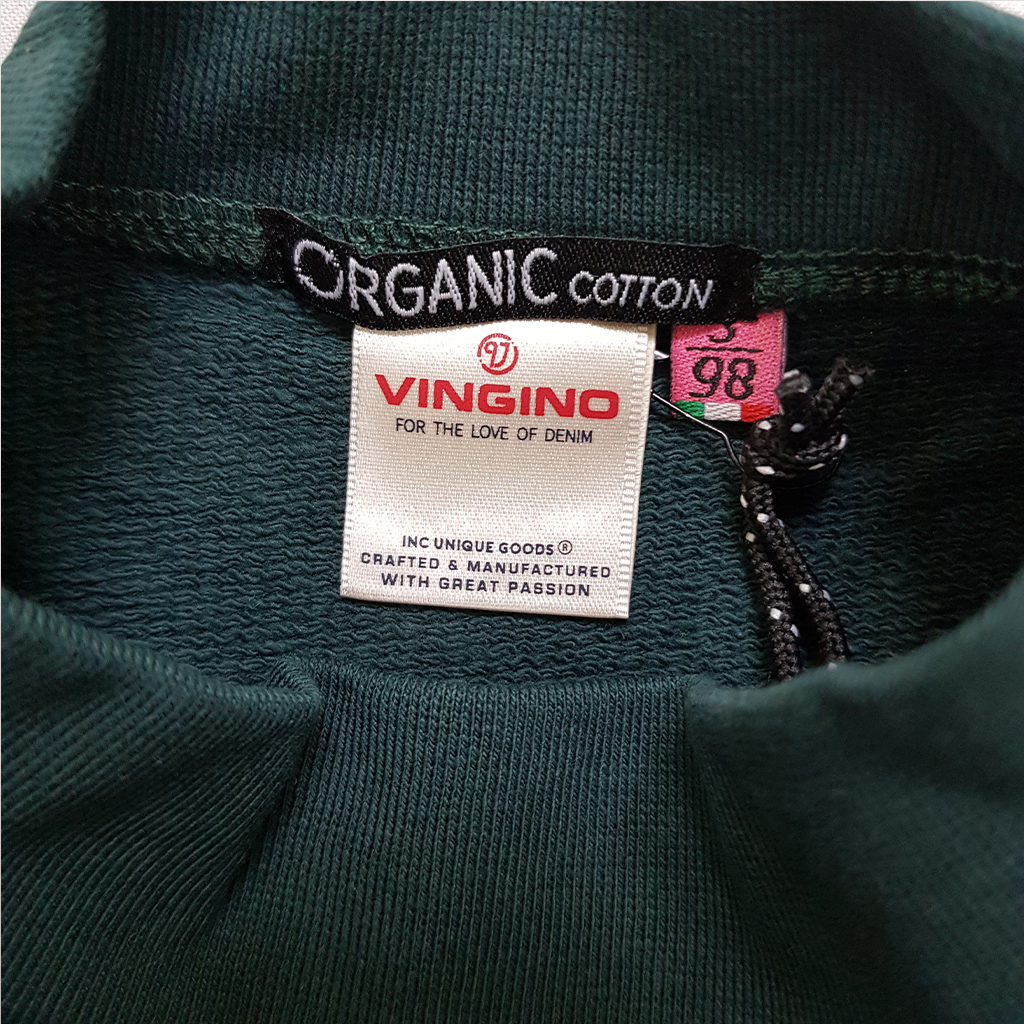 ORGANIC COTTON
VINGINO
FOR THE LOVE OF DENIM
INC UNIQUE GOODS®
CRAFTED & MANUFACTURED
WITH GREAT PASSION
3
98